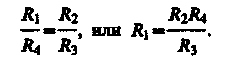 R₁/R₄ = R₂/R₃, или R₁ = R₂R₄/R₃.